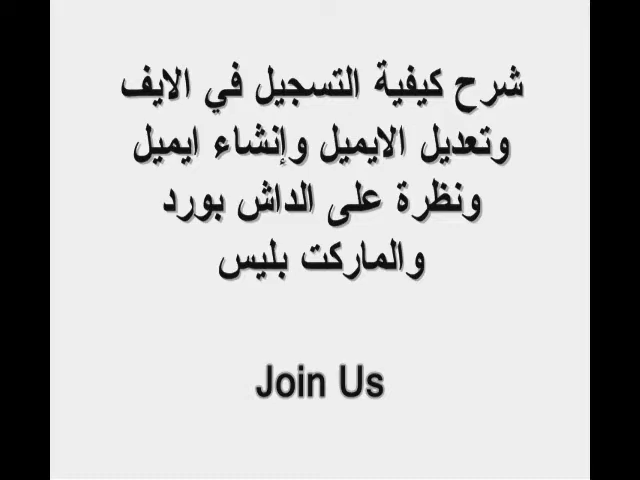 شرح كيفية التسجيل في الايف
وتعديل الايميل وإنشاء ايميل
ونظرة على الداش بورد
والماركت بليس
Join Us